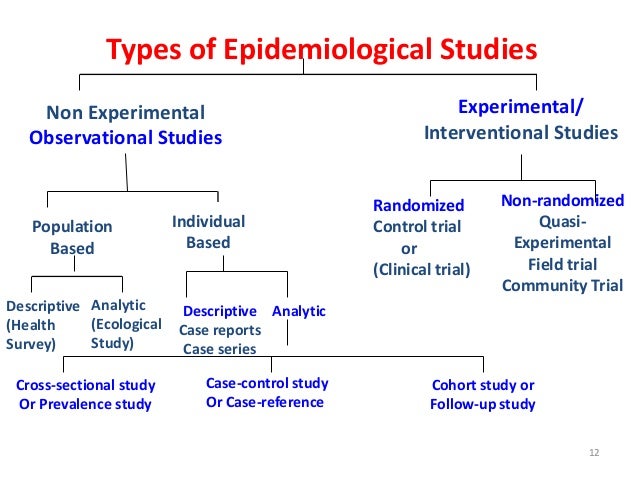 Types of Epidemiological Studies
Non Experimental
Observational Studies
Experimental/
Interventional Studies
Population
Based
Individual
Based
Randomized
Control trial
or
(Clinical trial)
Non-randomized
Quasi-
Experimental
Field trial
Community Trial
Descriptive
(Health
Survey)
Analytic
(Ecological
Study)
Descriptive
Case reports
Case series
Analytic
Cross-sectional study
Or Prevalence study
Case-control study
Or Case-reference
Cohort study or
Follow-up study
12